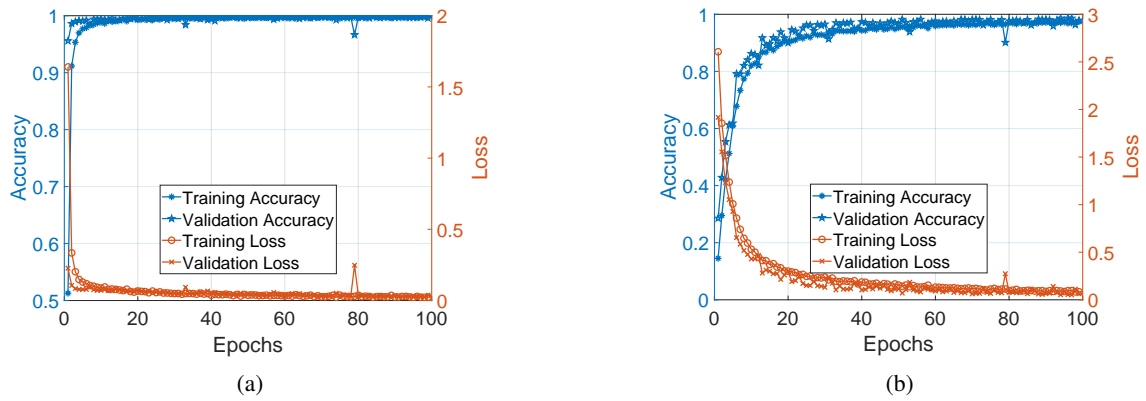 1
0.9
0.8
0.7
0.6
0.5
Accuracy
2
1.5
1
0.5
0
Loss
Training Accuracy
Validation Accuracy
Training Loss
Validation Loss
0 20 40 60 80 100
Epochs
(a)
1
0.8
0.6
0.4
0.2
0
Accuracy
3
2.5
2
1.5
1
0.5
0
Loss
Training Accuracy
Validation Accuracy
Training Loss
Validation Loss
0 20 40 60 80 100
Epochs
(b)